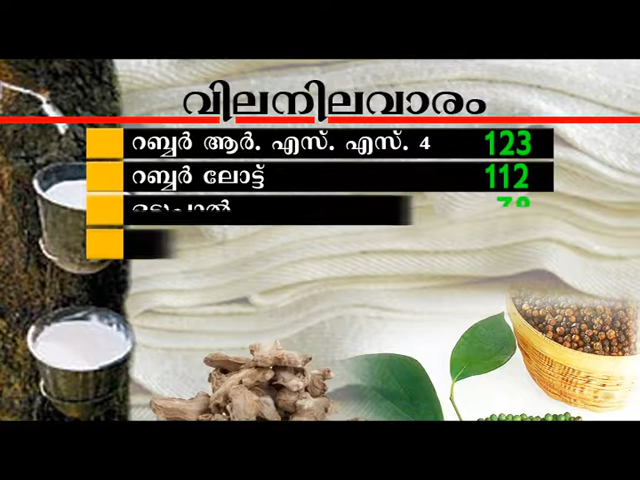 വിലനിലവാരം
റബ്ബർ ആർ. എസ്. എസ്. 4 123
റബ്ബർ ലോട്ട് 112